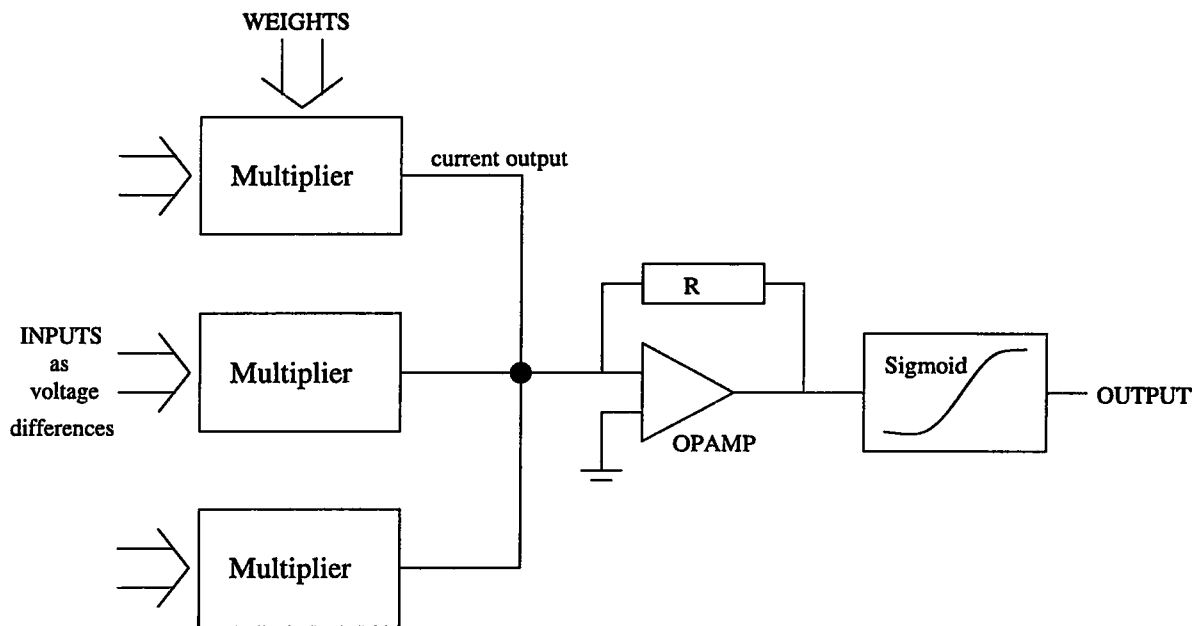 WEIGHTS
Multiplier
current output
R
INPUTS
as
voltage
differences
Multiplier
Sigmoid
OUTPUT
OPAMP
Multiplier